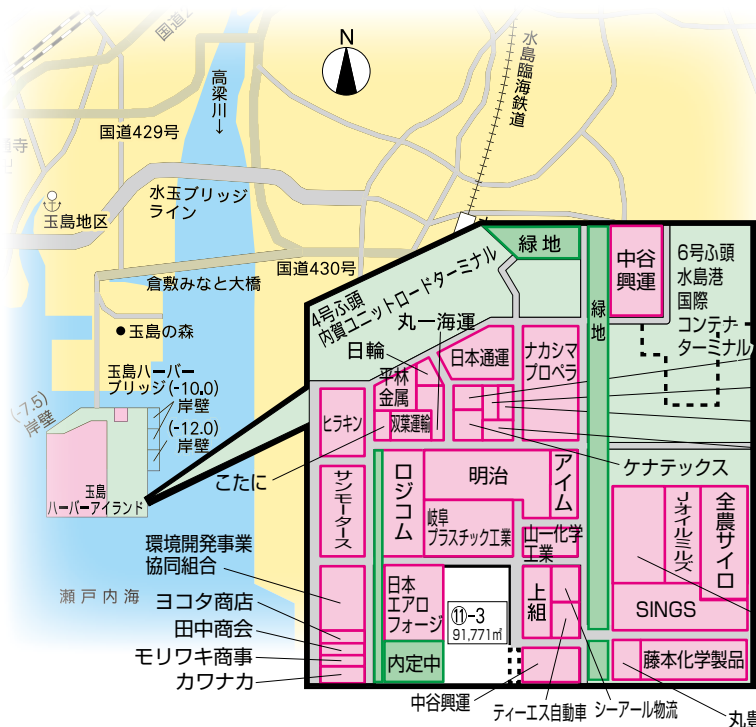 国道2
N
水島臨海鉄道
高梁川→
国道429号
寺
玉島地区
水玉ブリッジ
ライン
国道430号
倉敷みなと大橋
玉島の森
玉島ハーバー
ブリッジ(-10.0)
岸壁
(-7.5)
岸壁
(-12.0)
岸壁
玉島
ハーバーアイランド
瀬戸内海
緑地
4号ふ頭
内貿ユニットロードターミナル
中谷
興運
6号ふ頭
水島港
国際
コンテナ
ターミナル
緑地
丸一海運
日輪
日本通運
ナカシマ
プロペラ
平林
金属
双葉運輸
ヒラキン
こたに
ケナテックス
サンモータース
ロジコム
明治
アイム
岐阜
プラスチック工業
山一化学
工業
Jオイルミルズ
全農サイロ
環境開発事業
協同組合
日本
エアロ
フォージ
⑪-3
91,771㎡
上組
SINGS
ヨコタ商店
田中商会
モリワキ商事
カワナカ
内定中
藤本化学製品
中谷興運
ティーエス自動車
シーアール物流
丸豊